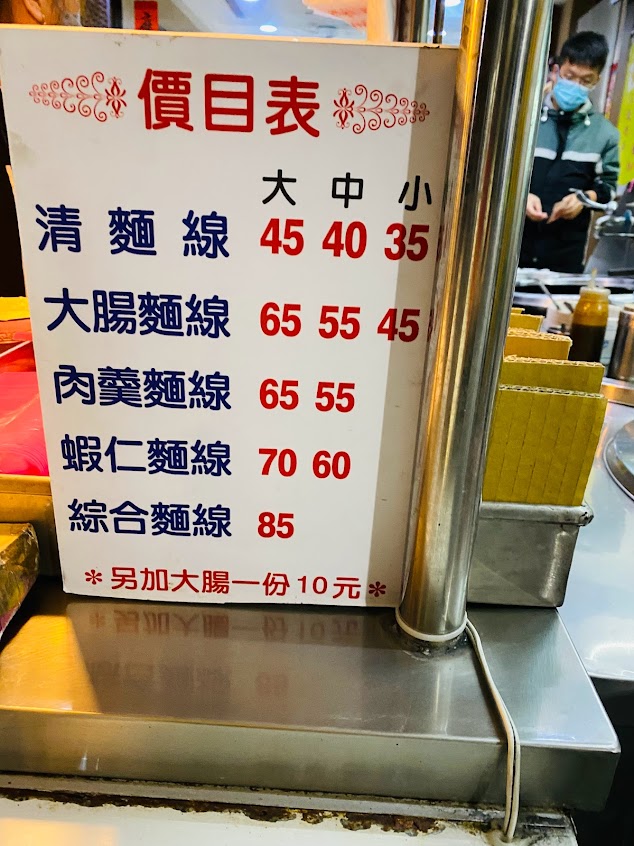 價目表
大 中 小
清麵線 45 40 35
大腸麵線 65 55 45
肉羹麵線 65 55
蝦仁麵線 70 60
綜合麵線 85
*另加大腸一份10元*